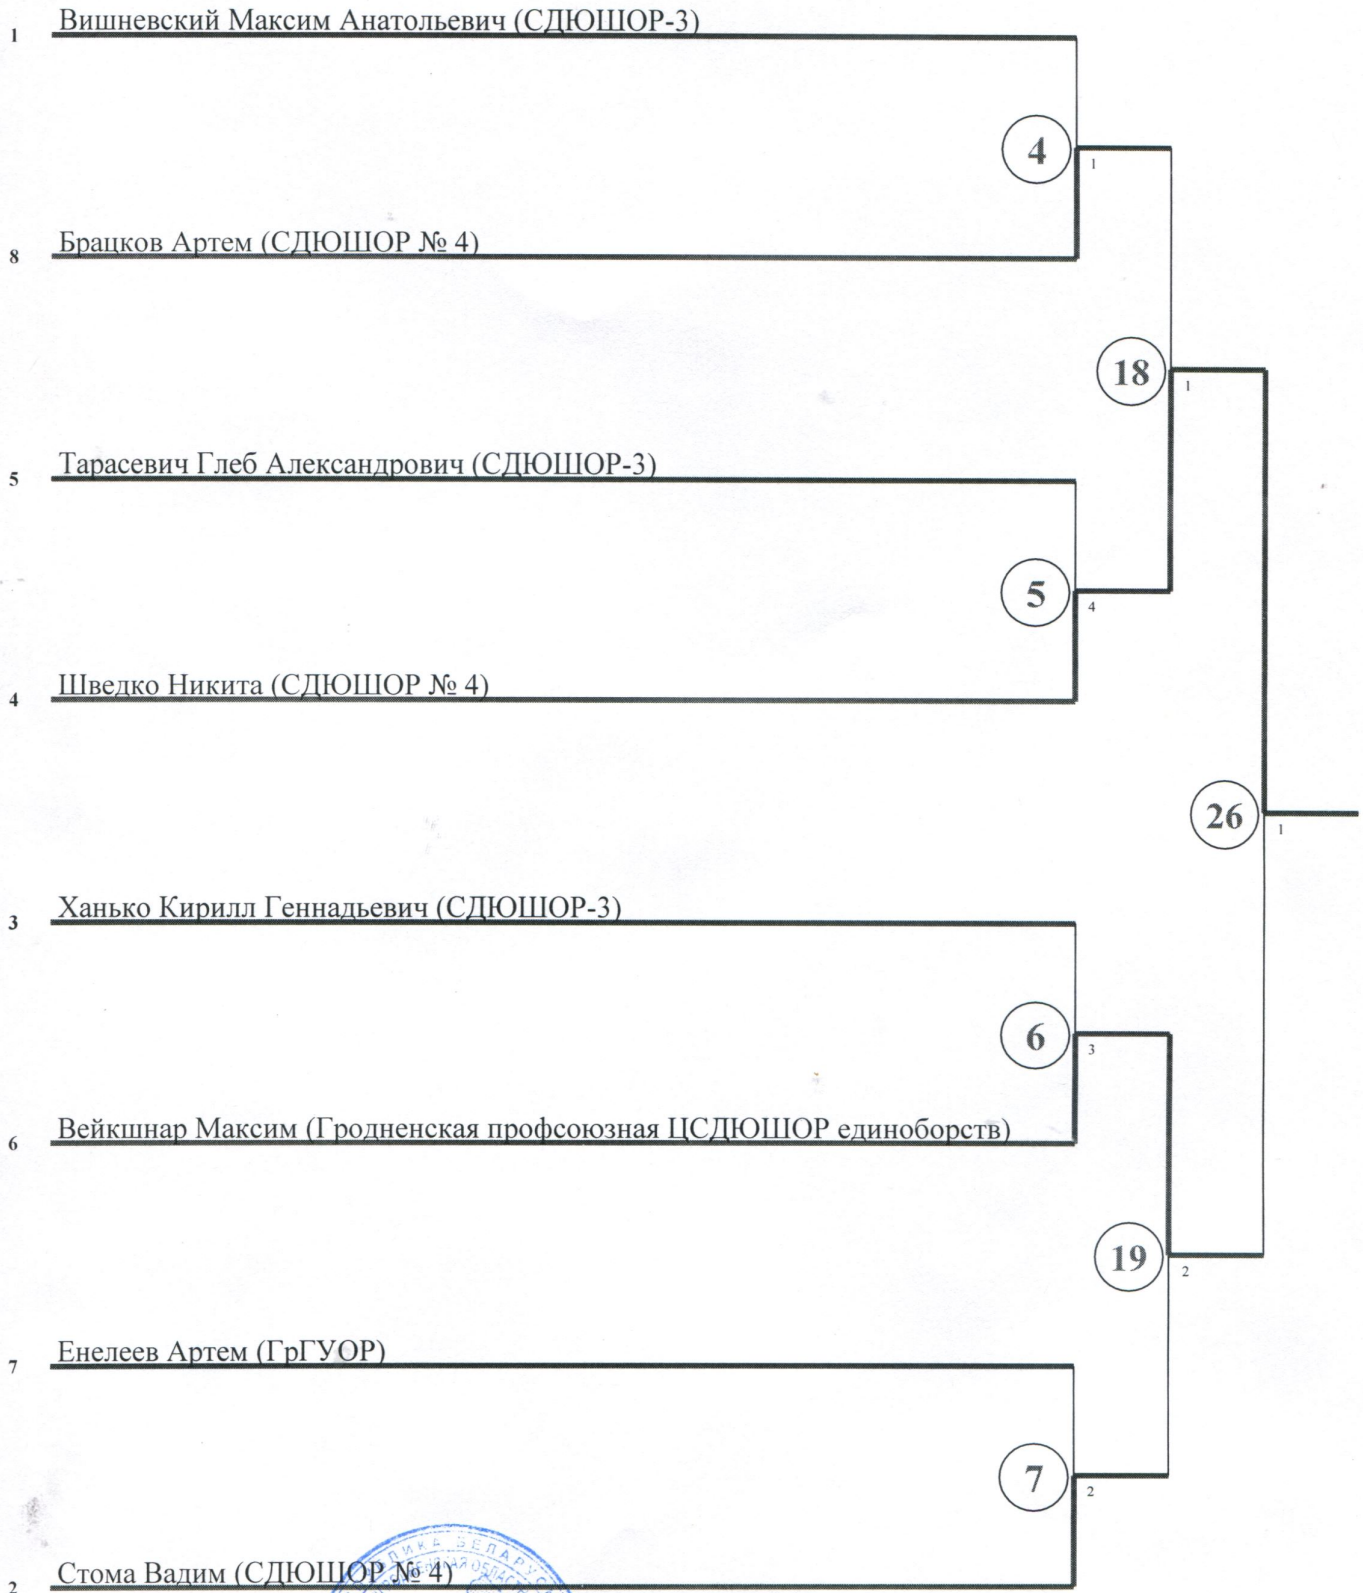 1 Вишневский Максим Анатольевич (СДЮШОР-3)
4
1
8 Брацков Артем (СДЮШОР № 4)
18
1
5 Тарасевич Глеб Александрович (СДЮШОР-3)
5
4
4 Шведко Никита (СДЮШОР № 4)
26
1
3 Ханько Кирилл Геннадьевич (СДЮШОР-3)
6
3
6 Вейкшнар Максим (Гродненская профсоюзная ЦСДЮШОР единоборств)
19
2
7 Енелеев Артем (ГрГУОР)
7
2
2 Стома Вадим (СДЮШОР № 4)